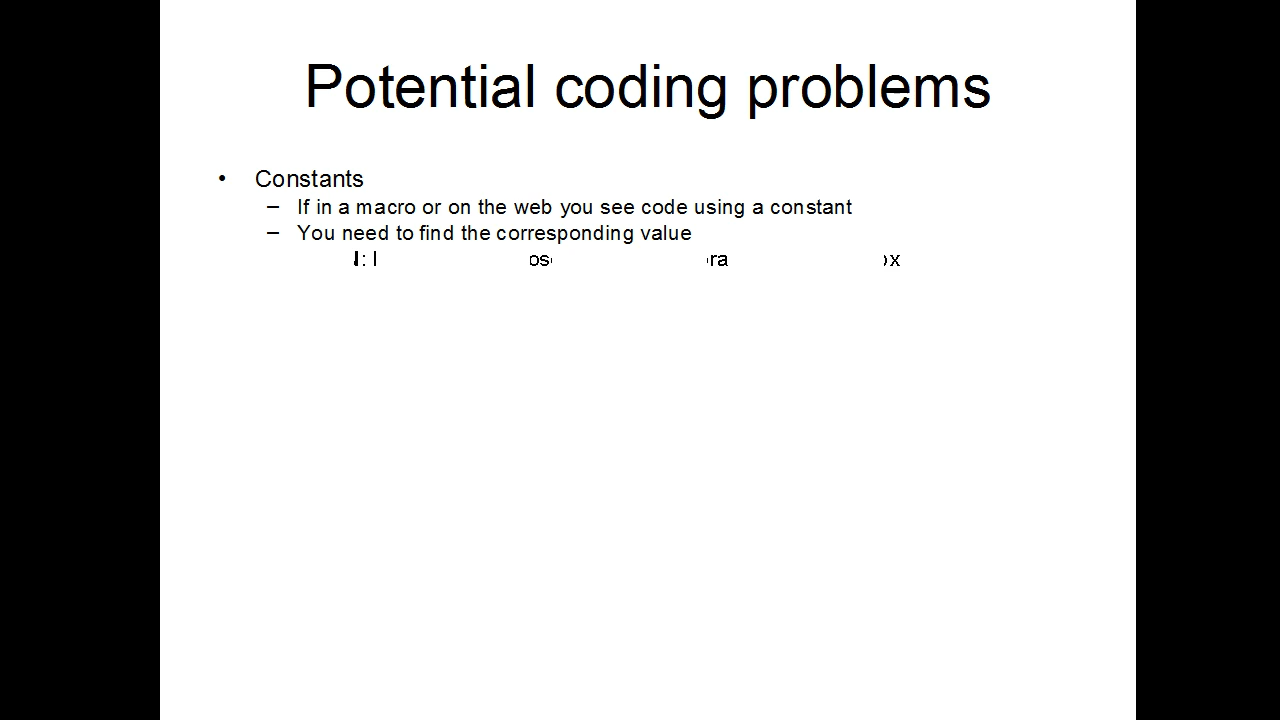 Potential coding problems
• Constants
– If in a macro or on the web you see code using a constant
– You need to find the corresponding value